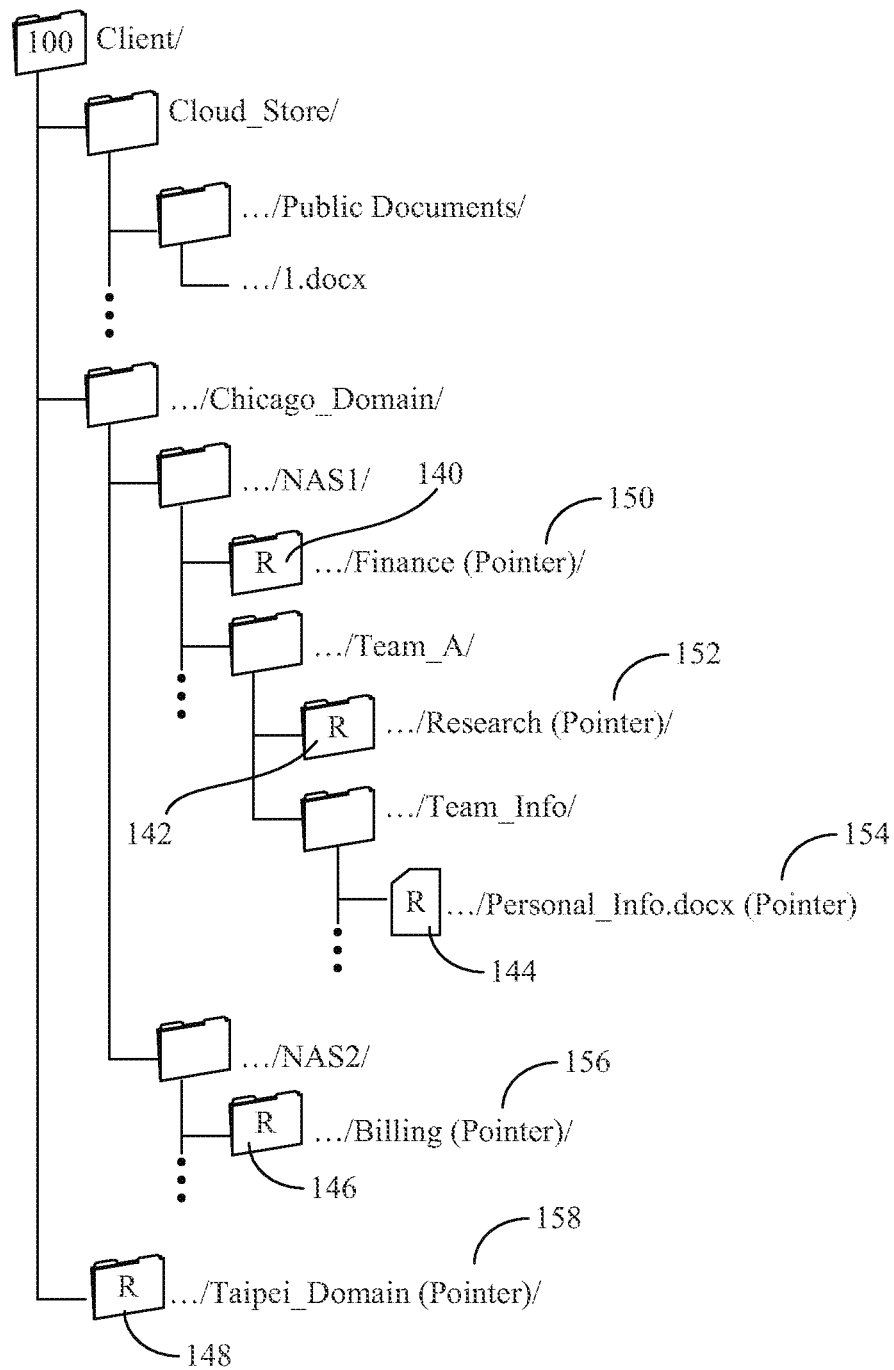 100 Client/
Cloud_Store/
…/Public Documents/
…/1.docx
…/Chicago_Domain/
…/NAS1/
140
150
R …/Finance (Pointer)/
…/Team_A/
152
R …/Research (Pointer)/
142
…/Team_Info/
154
R …/Personal_Info.docx (Pointer)
144
…/NAS2/
156
R …/Billing (Pointer)/
146
158
R …/Taipei_Domain (Pointer)/
148